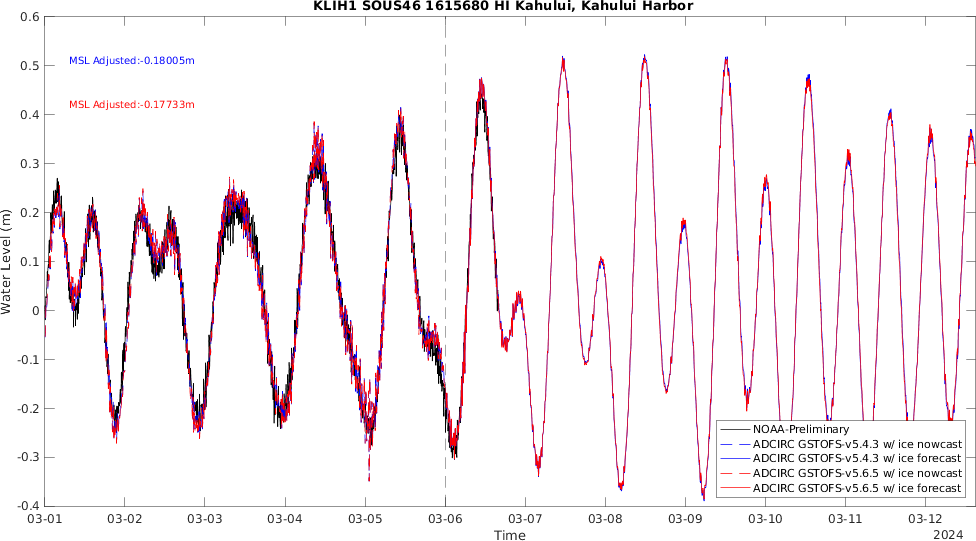 KLIH1 SOUS46 1615680 HI Kahului, Kahului Harbor
0.6
0.5
0.4
0.3
0.2
0.1
0
-0.1
-0.2
-0.3
-0.4
Water Level (m)
MSL Adjusted:-0.18005m
MSL Adjusted:-0.17733m
NOAA-Preliminary
ADCIRC GSTOFS-v5.4.3 w/ ice nowcast
ADCIRC GSTOFS-v5.4.3 w/ ice forecast
ADCIRC GSTOFS-v5.6.5 w/ ice nowcast
ADCIRC GSTOFS-v5.6.5 w/ ice forecast
03-01 03-02 03-03 03-04 03-05 03-06 03-07 03-08 03-09 03-10 03-11 03-12
Time
2024